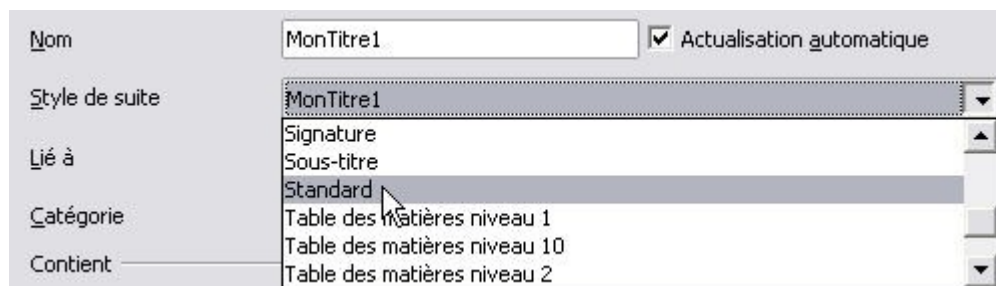 Nom MonTitre1 Actualisation automatique
Style de suite MonTitre1
Signature
Lié à Sous-titre
Standard
Catégorie Table des matières niveau 1
Table des matières niveau 10
Contient Table des matières niveau 2